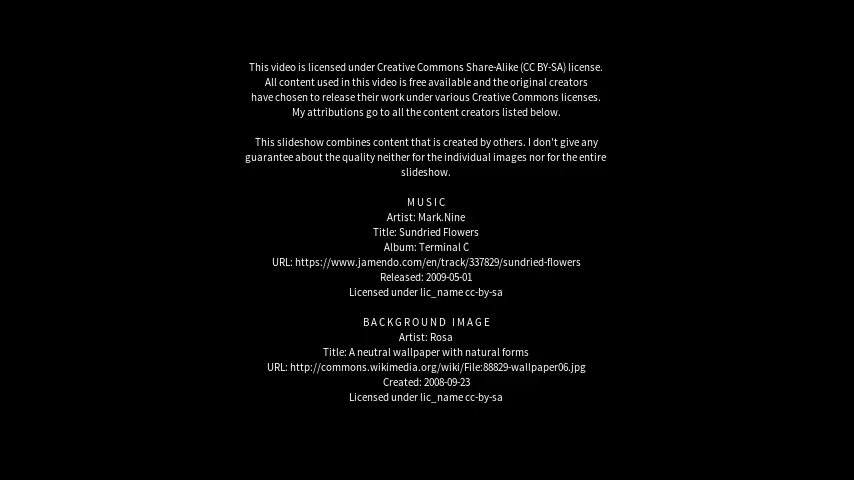 This video is licensed under Creative Commons Share-Alike (CC BY-SA) license.
All content used in this video is free available and the original creators
have chosen to release their work under various Creative Commons licenses.
My attributions go to all the content creators listed below.
This slideshow combines content that is created by others. I don't give any
guarantee about the quality neither for the individual images nor for the entire
slideshow.
MUSIC
Artist: Mark.Nine
Title: Sundried Flowers
Album: Terminal C
URL: https://www.jamendo.com/en/track/337829/sundried-flowers
Released: 2009-05-01
Licensed under lic_name cc-by-sa
BACKGROUND IMAGE
Artist: Rosa
Title: A neutral wallpaper with natural forms
URL: http://commons.wikimedia.org/wiki/File:88829-wallpaper06.jpg
Created: 2008-09-23
Licensed under lic_name cc-by-sa